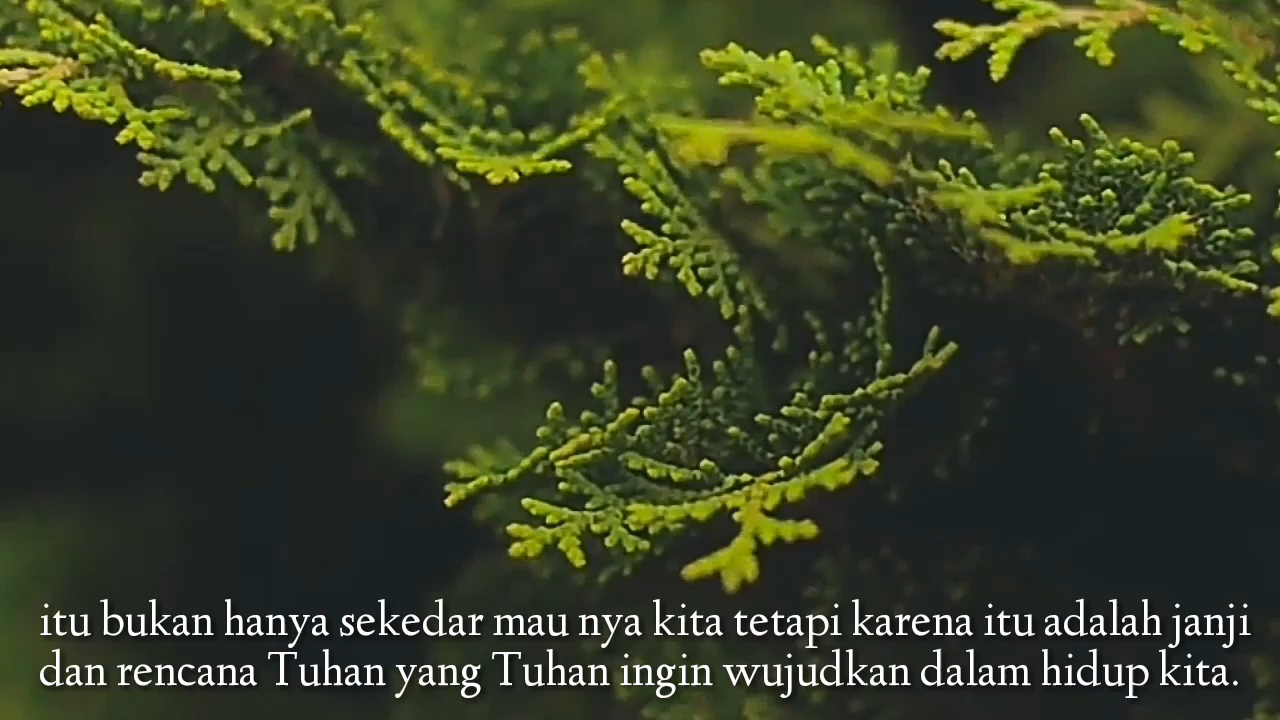 itu bukan hanya sekedar mau nya kita tetapi karena itu adalah janji
dan rencana Tuhan yang Tuhan ingin wujudkan dalam hidup kita.